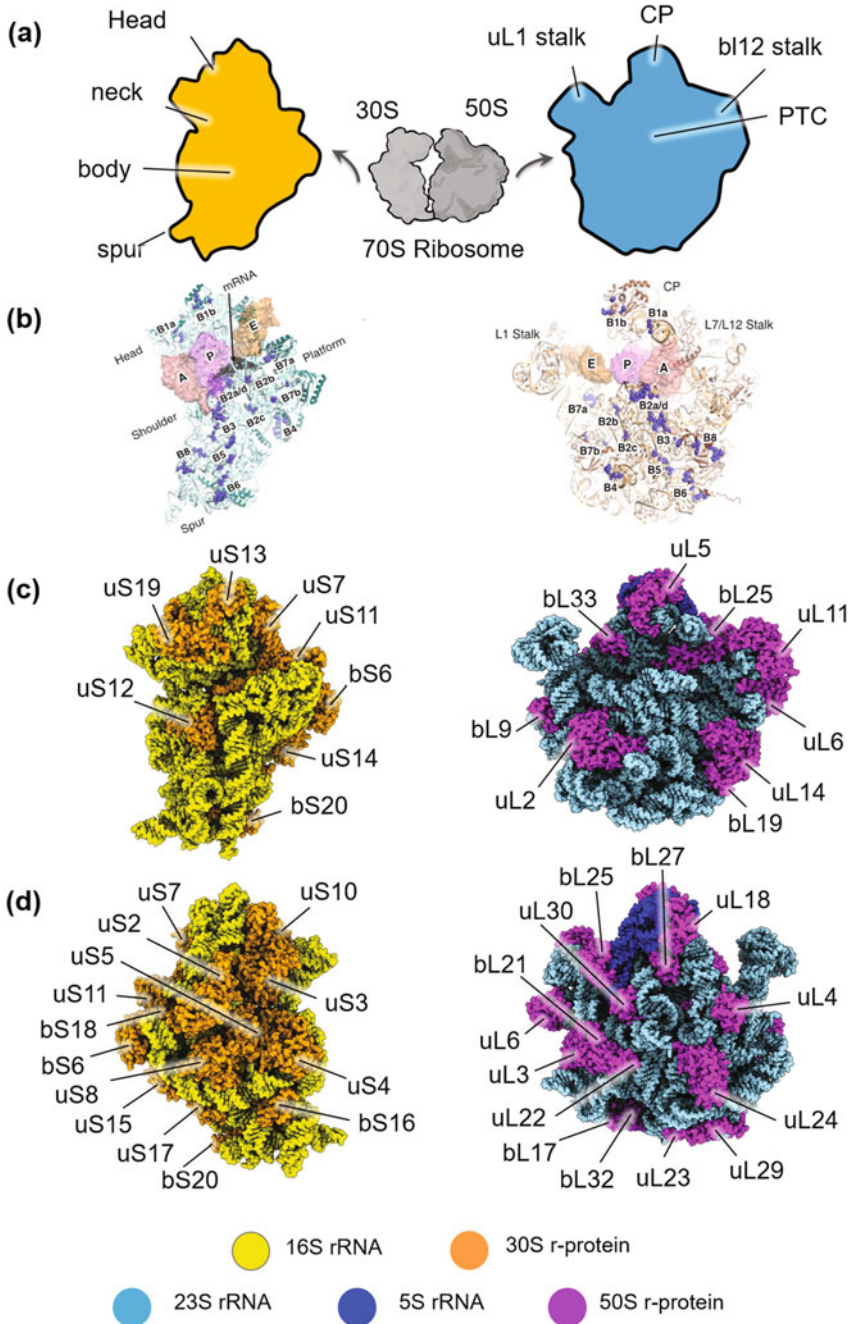 (a)
Head
neck
body
spur
30S
50S
70S Ribosome
uL1 stalk
CP
bl12 stalk
PTC
(b)
mRNA
B1a
B1b
E
Head
P
A
Platform
B7a
B2b
B2a/d
B7b
Shoulder
B3
B2c
B4
B8
B5
B6
Spur
CP
B1b
B1a
L1 Stalk
L7/L12 Stalk
E
P
A
B7a
B2a/d
B2b
B3
B8
B7b
B2c
B5
B4
B6
(c)
uS13
uS19
uS7
uS11
uS12
bS6
uS14
bS20
uL5
bL33
bL25
uL11
bL9
uL6
uL2
uL14
bL19
(d)
uS7
uS10
uS2
uS5
uS11
uS3
bS18
bS6
uS8
uS4
uS15
bS16
uS17
bS20
bL27
bL25
uL18
uL30
bL21
uL4
uL6
uL3
uL22
uL24
bL17
bL32
uL23
uL29
16S rRNA
30S r-protein
23S rRNA
5S rRNA
50S r-protein